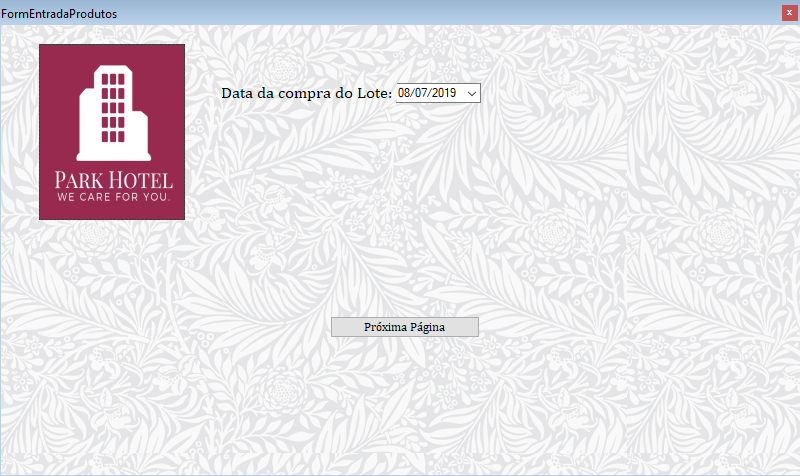 FormEntradaProdutos
x
Data da compra do Lote: 08/07/2019
PARK HOTEL
WE CARE FOR YOU.
Próxima Página